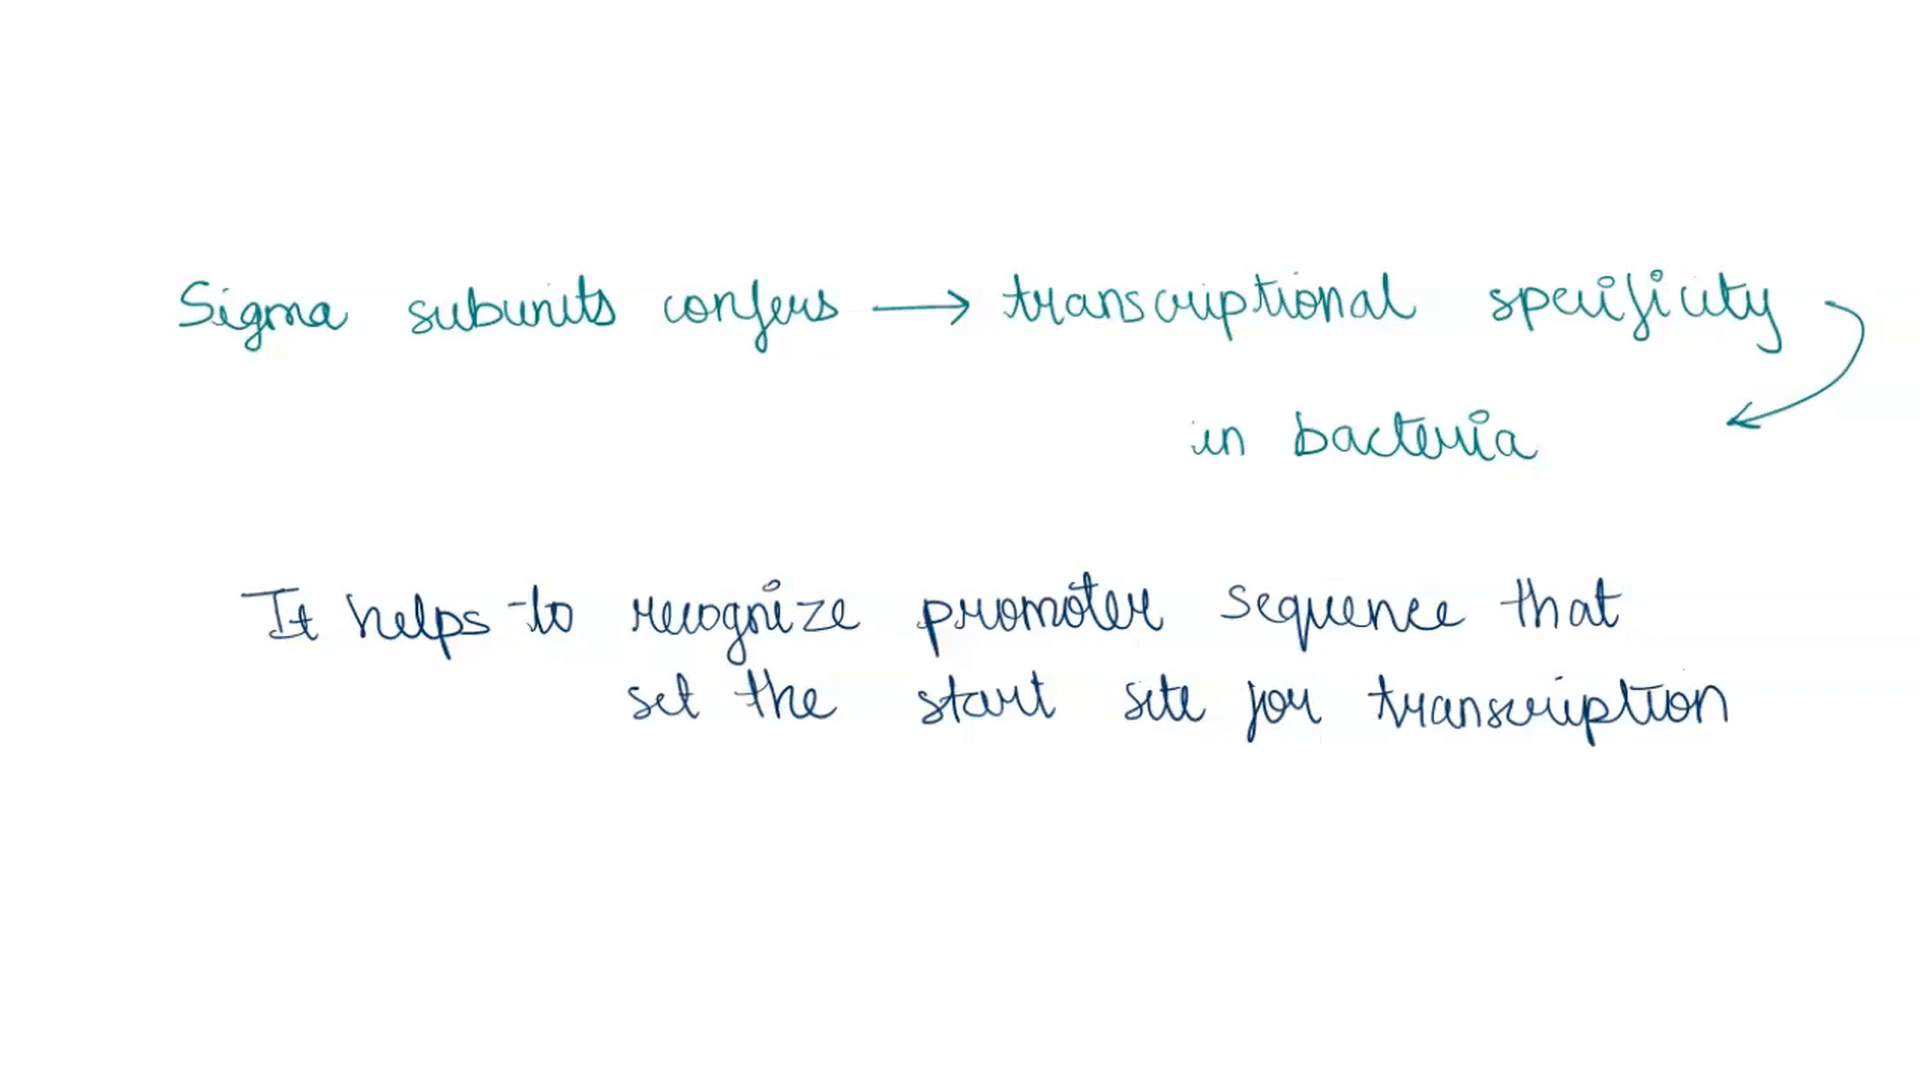 Sigma subunits confers → transcriptional specificity
in bacteria
It helps to recognize promoter sequence that
set the start site for transcription